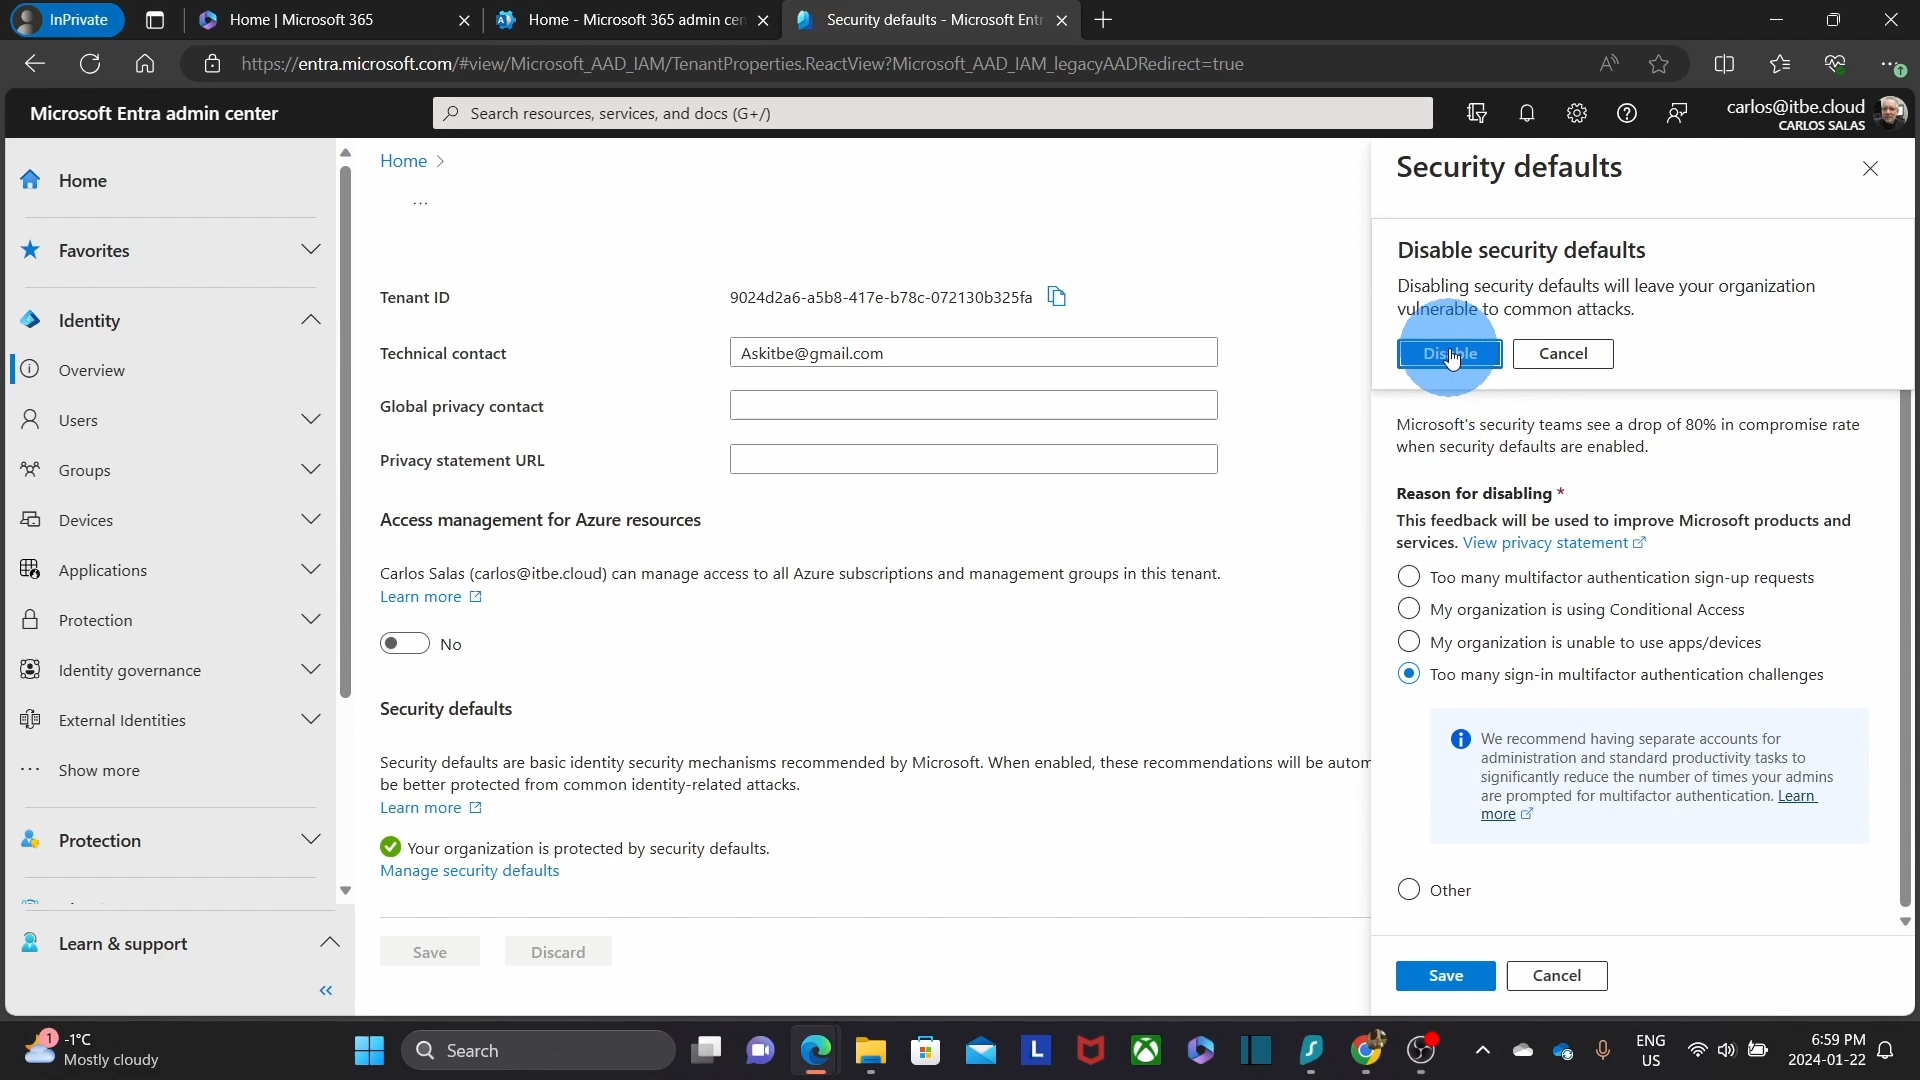 InPrivate
Home | Microsoft 365
Home - Microsoft 365 admin cen
Security defaults - Microsoft Entr
https://entra.microsoft.com/#view/Microsoft_AAD_IAM/TenantProperties.ReactView?Microsoft_AAD_IAM_legacyAADRedirect=true
Microsoft Entra admin center
Search resources, services, and docs (G+/)
carlos@itbe.cloud
CARLOS SALAS
Home
Favorites
Identity
Overview
Users
Groups
Devices
Applications
Protection
Identity governance
External Identities
Show more
Protection
Learn & support
Home
Tenant ID
9024d2a6-a5b8-417e-b78c-072130b325fa
Technical contact
Askitbe@gmail.com
Global privacy contact
Privacy statement URL
Access management for Azure resources
Carlos Salas (carlos@itbe.cloud) can manage access to all Azure subscriptions and management groups in this tenant.
Learn more
No
Security defaults
Security defaults are basic identity security mechanisms recommended by Microsoft. When enabled, these recommendations will be autom
be better protected from common identity-related attacks.
Learn more
Your organization is protected by security defaults.
Manage security defaults
Save
Discard
Security defaults
Disable security defaults
Disabling security defaults will leave your organization
vulnerable to common attacks.
Disable
Cancel
Microsoft's security teams see a drop of 80% in compromise rate
when security defaults are enabled.
Reason for disabling *
This feedback will be used to improve Microsoft products and
services. View privacy statement
Too many multifactor authentication sign-up requests
My organization is using Conditional Access
My organization is unable to use apps/devices
Too many sign-in multifactor authentication challenges
We recommend having separate accounts for
administration and standard productivity tasks to
significantly reduce the number of times your admins
are prompted for multifactor authentication. Learn
more
Other
Save
Cancel
1
-1°C
Mostly cloudy
Search
L
ENG
US
6:59 PM
2024-01-22